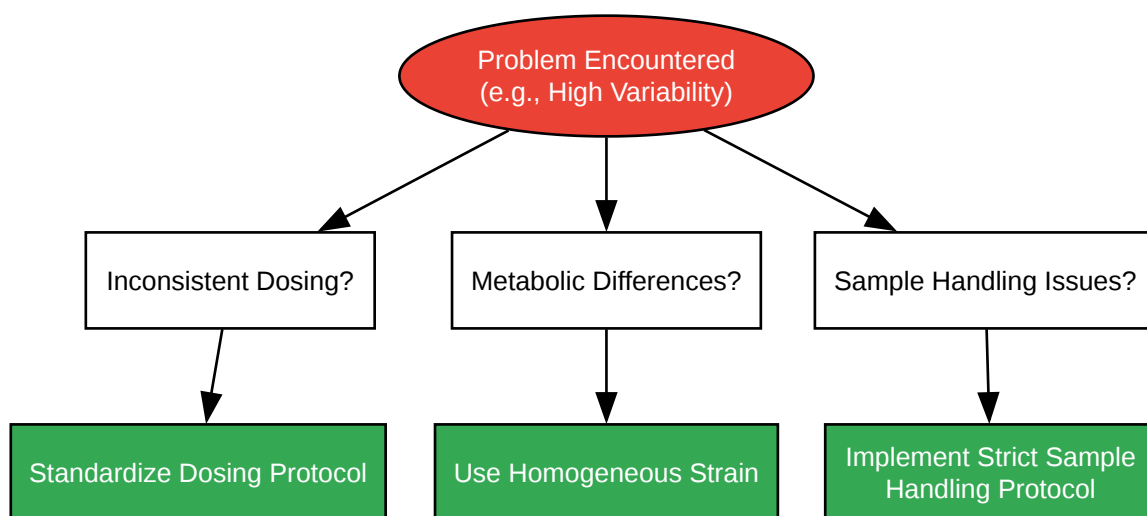 Problem Encountered
(e.g., High Variability)
Inconsistent Dosing?
Metabolic Differences?
Sample Handling Issues?
Standardize Dosing Protocol
Use Homogeneous Strain
Implement Strict Sample
Handling Protocol